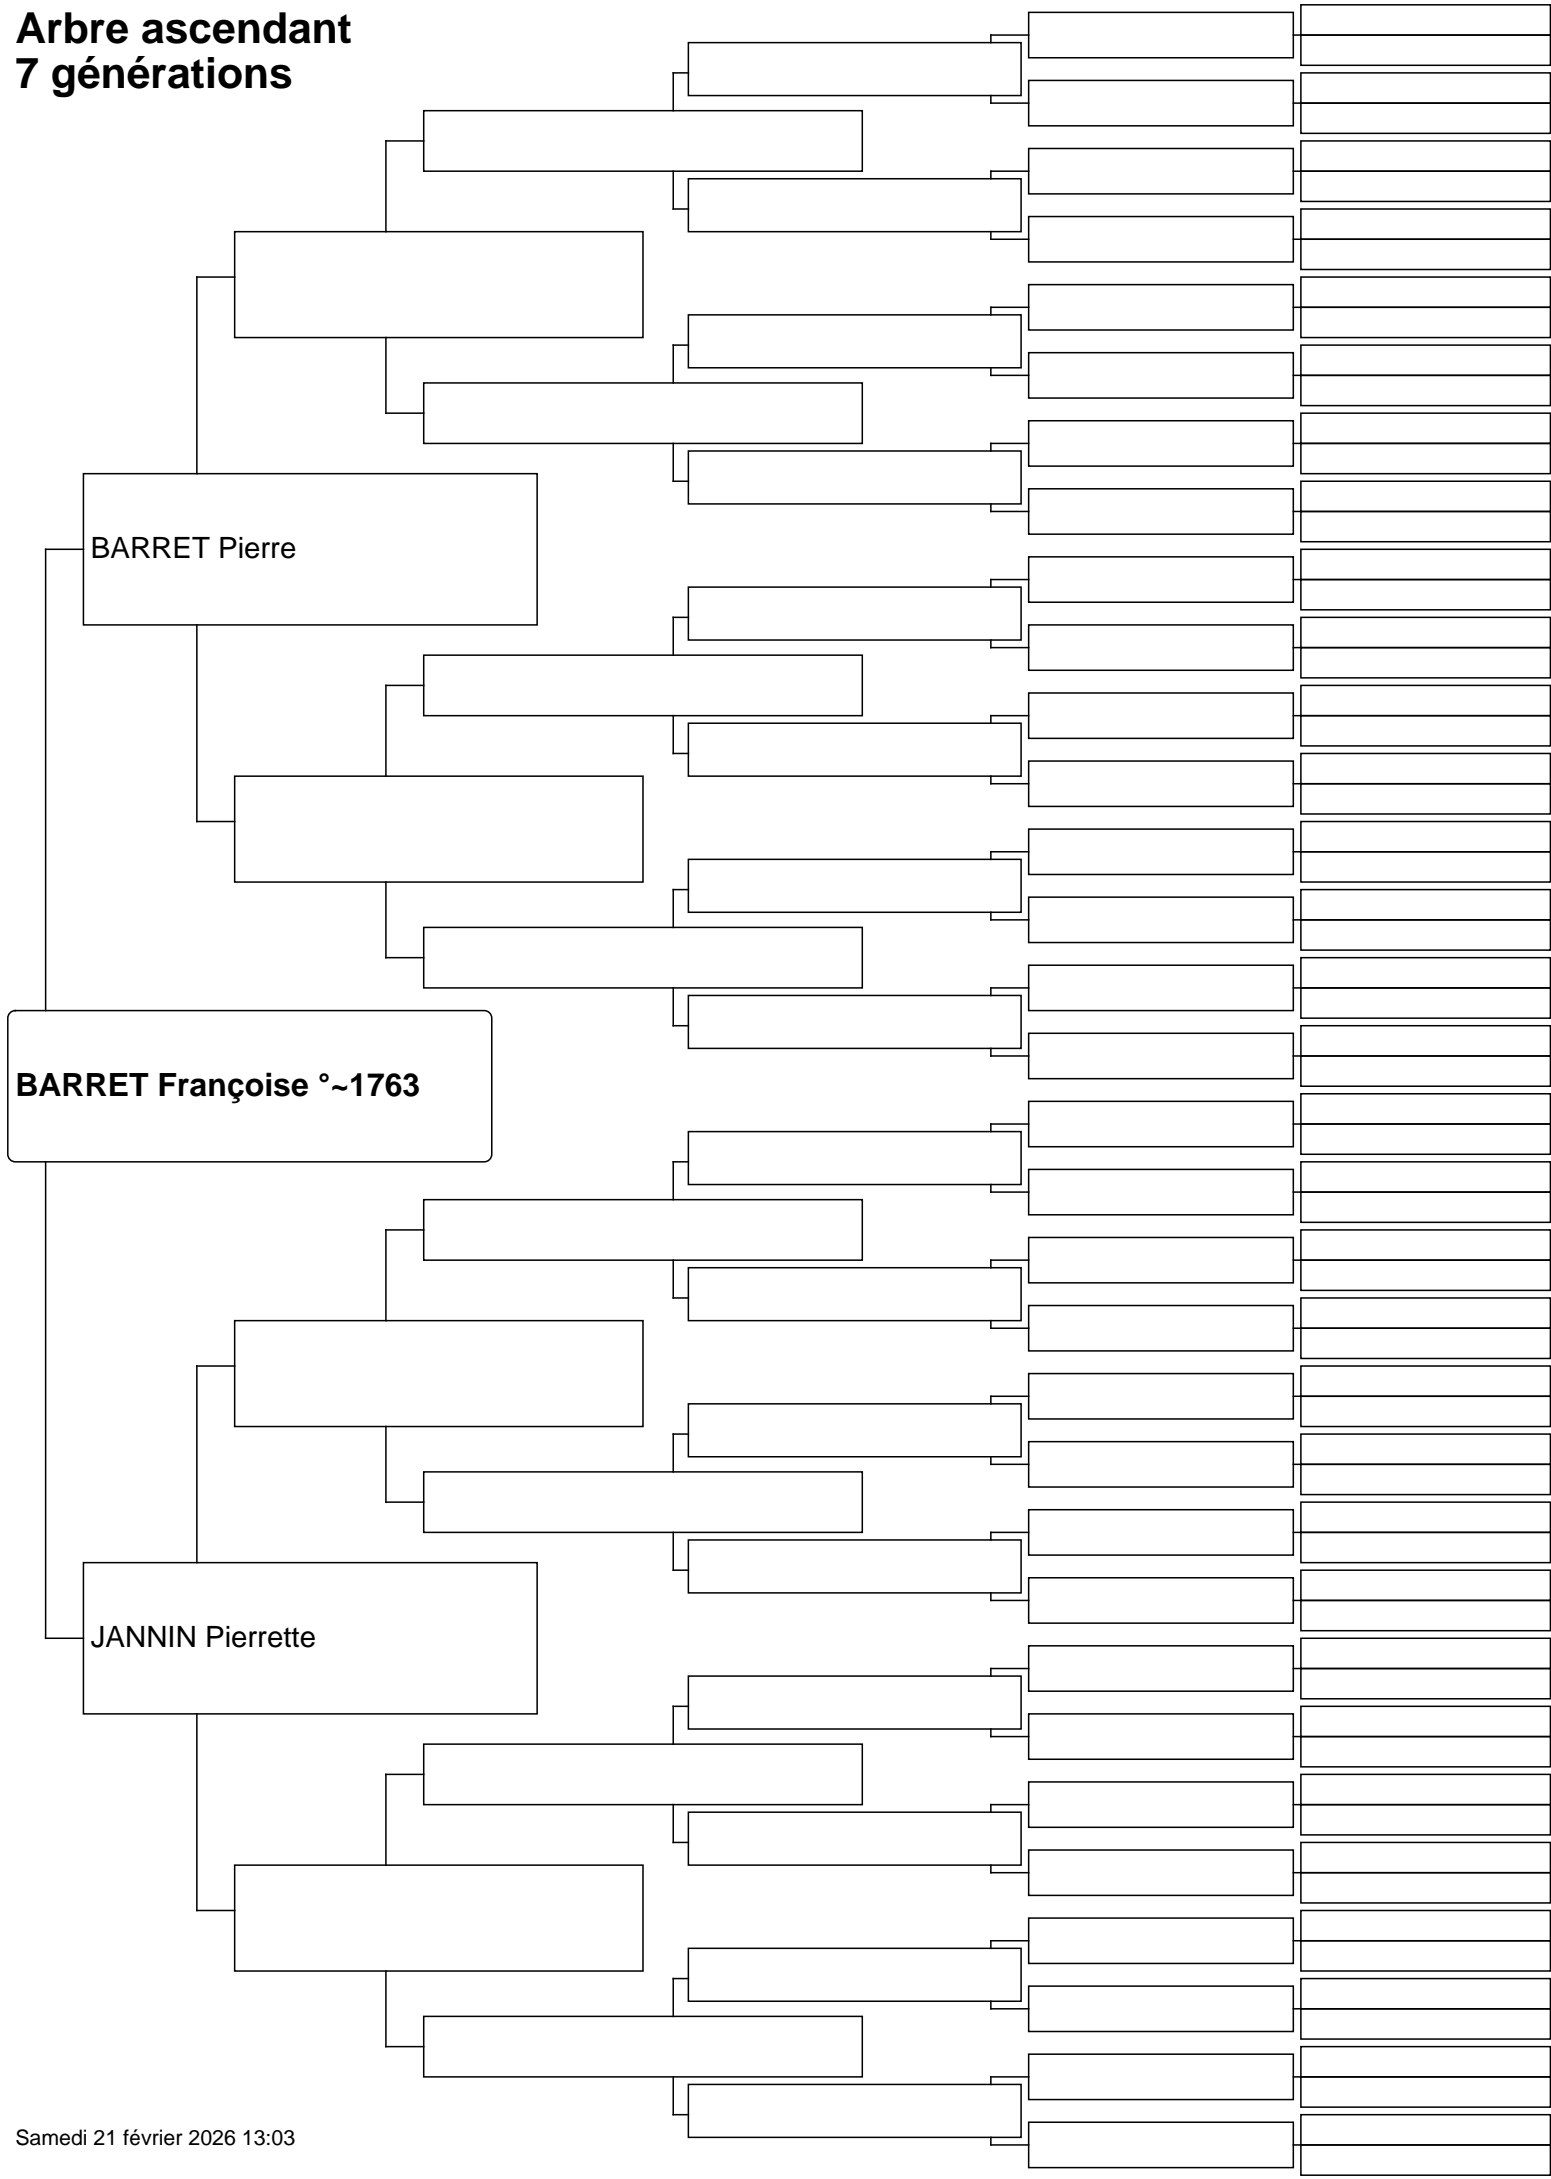 Arbre ascendant
7 générations
BARRET Pierre
BARRET Françoise °~1763
JANNIN Pierrette
Samedi 21 février 2026 13:03